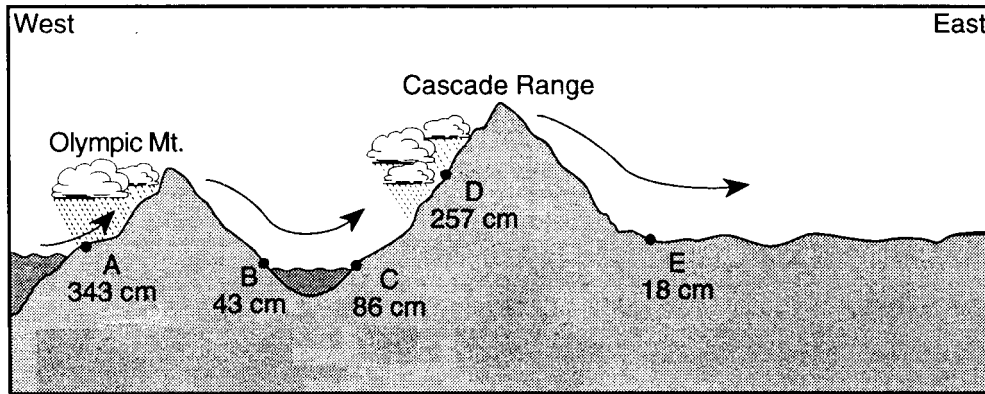 West
East
Cascade Range
Olympic Mt.
A
343 cm
B
43 cm
C
86 cm
D
257 cm
E
18 cm